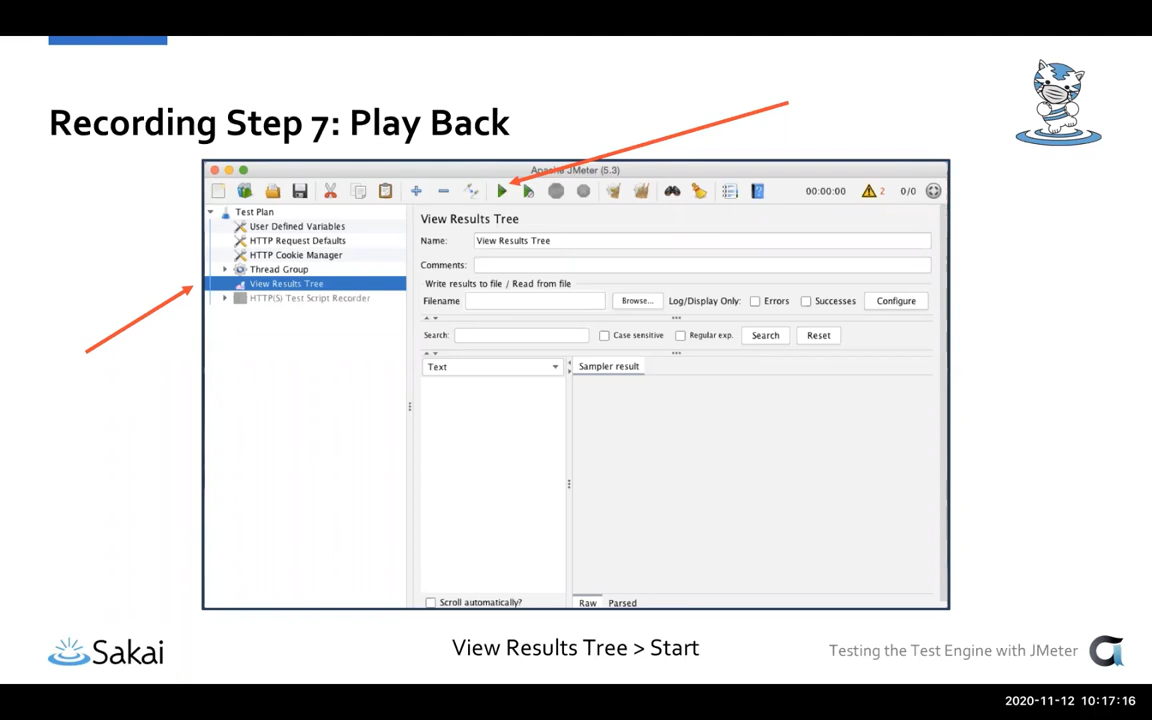 Recording Step 7: Play Back
Apache JMeter (5.3)
00:00:00 2 0/0
Test Plan
User Defined Variables
HTTP Request Defaults
HTTP Cookie Manager
Thread Group
View Results Tree
HTTP(S) Test Script Recorder
View Results Tree
Name: View Results Tree
Comments:
Write results to file / Read from file
Filename Browse... Log/Display Only: Errors Successes Configure
Search: Case sensitive Regular exp. Search Reset
Text Sampler result
Scroll automatically? Raw Parsed
Sakai View Results Tree > Start Testing the Test Engine with JMeter
2020-11-12 10:17:16